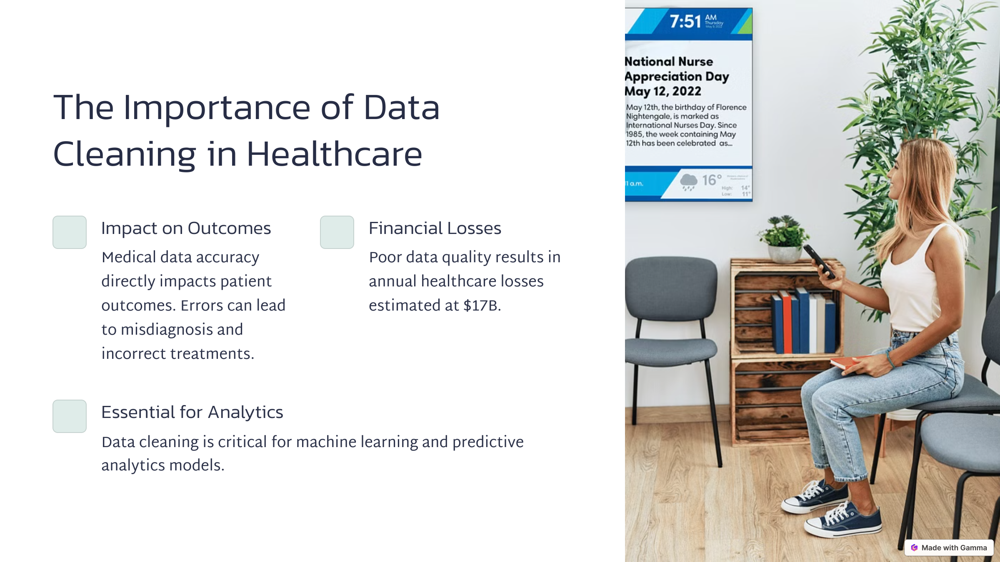 The Importance of Data
Cleaning in Healthcare
Impact on Outcomes
Medical data accuracy
directly impacts patient
outcomes. Errors can lead
to misdiagnosis and
incorrect treatments.
Financial Losses
Poor data quality results in
annual healthcare losses
estimated at $17B.
Essential for Analytics
Data cleaning is critical for machine learning and predictive
analytics models.
7:51 AM
Thursday
National Nurse
Appreciation Day
May 12, 2022
May 12th, the birthday of Florence
Nightengale, is marked as
International Nurses Day. Since
1985, the week containing May
12th has been celebrated as...
a.m.
16°
High: 14°
Low: 11°
Made with Gamma